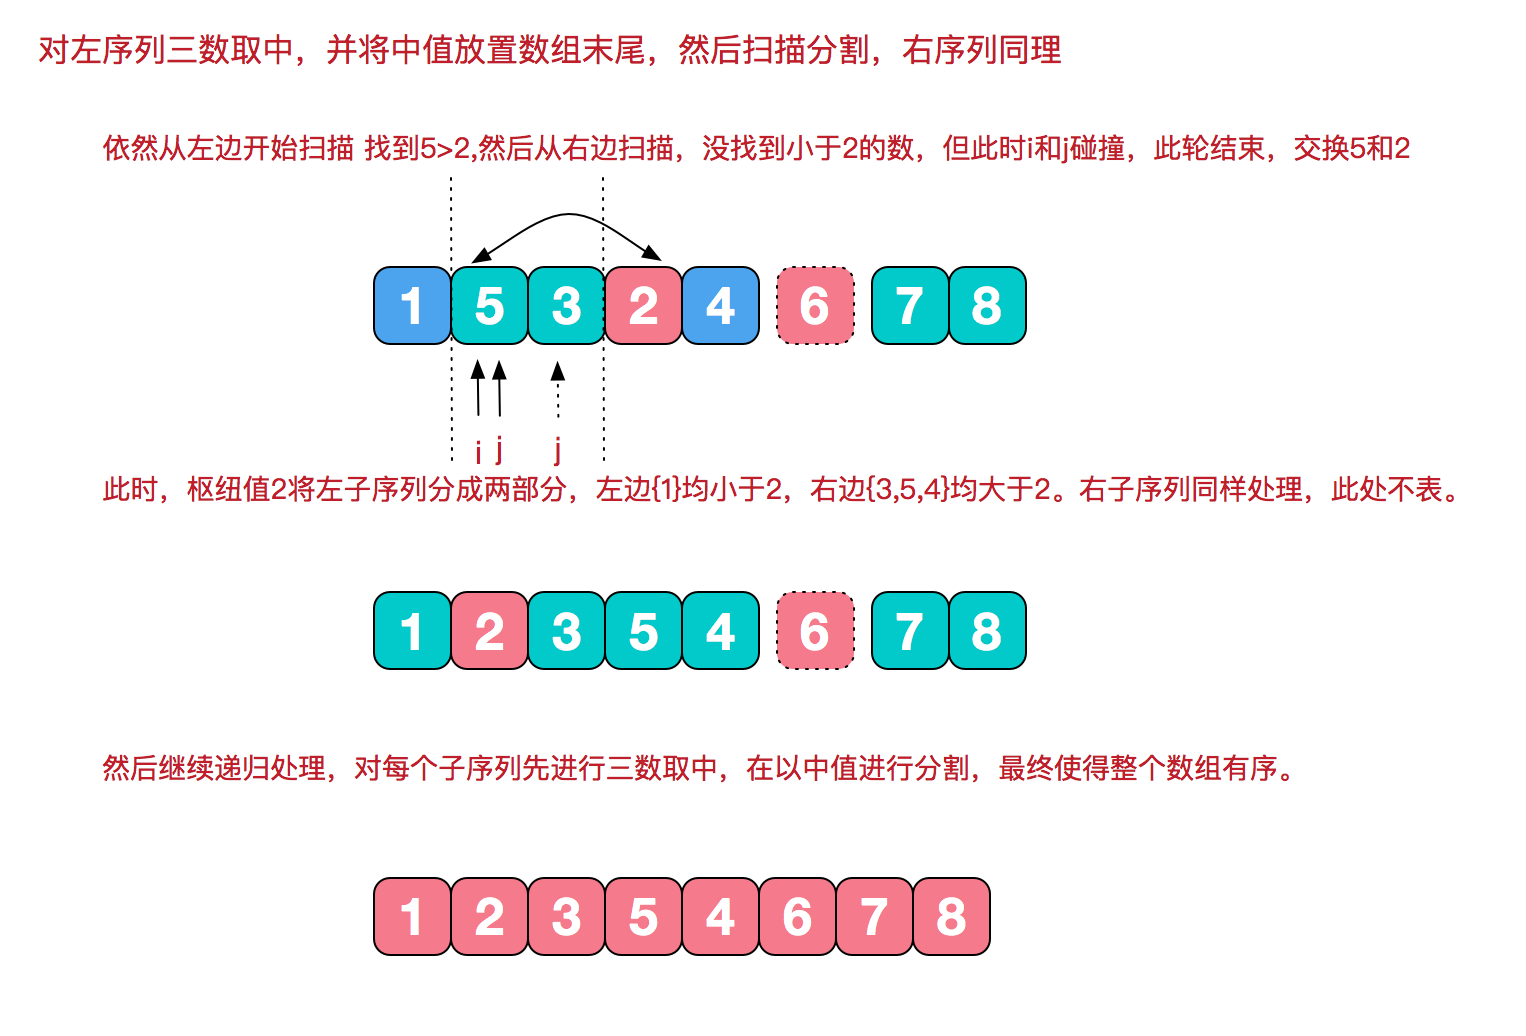 对左序列三数取中，并将中值放置数组末尾，然后扫描分割，右序列同理
依然从左边开始扫描 找到5>2,然后从右边扫描，没找到小于2的数，但此时i和j碰撞，此轮结束，交换5和2
1 5 3 2 4 6 7 8
i j j
此时，枢纽值2将左子序列分成两部分，左边{1}均小于2，右边{3,5,4}均大于2。右子序列同样处理，此处不表。
1 2 3 5 4 6 7 8
然后继续递归处理，对每个子序列先进行三数取中，在以中值进行分割，最终使得整个数组有序。
1 2 3 5 4 6 7 8